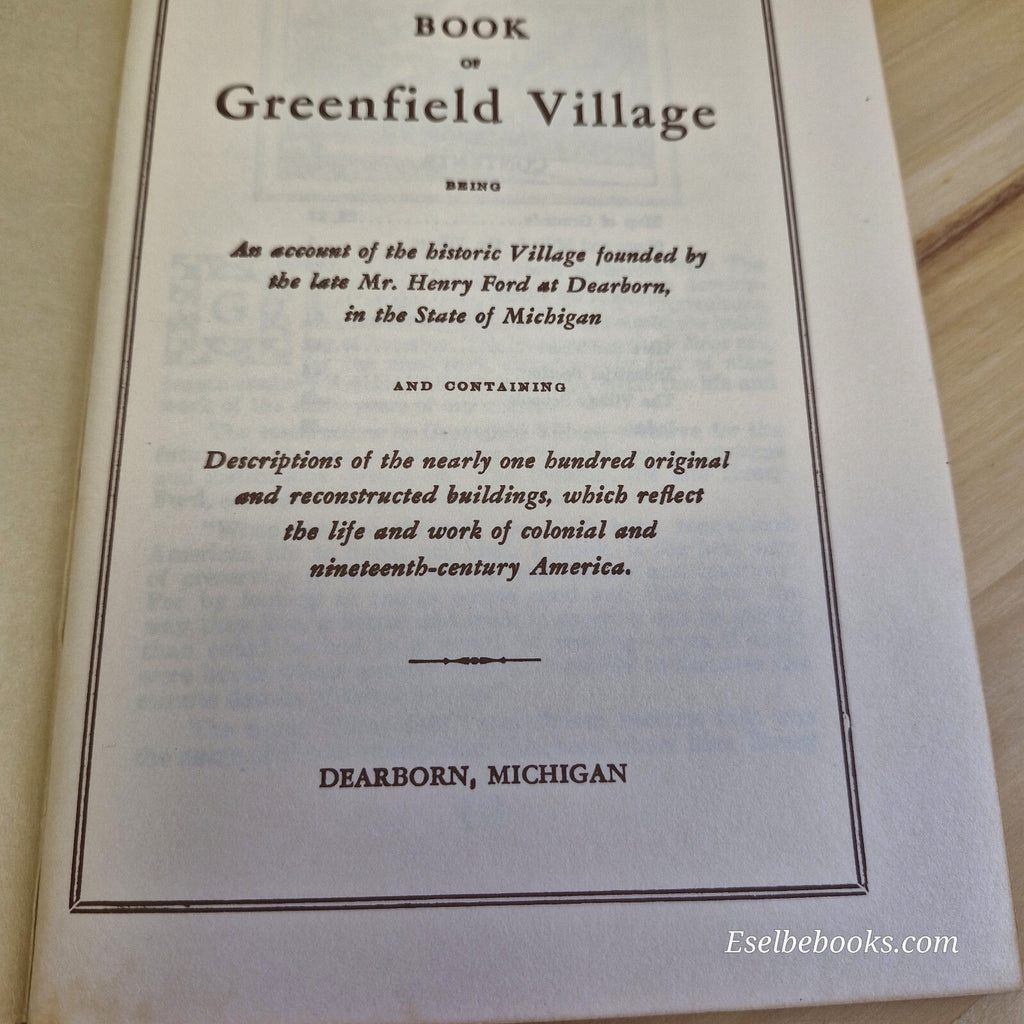 BOOK
OF
Greenfield Village
BEING
An account of the historic Village founded by
the late Mr. Henry Ford at Dearborn,
in the State of Michigan
AND CONTAINING
Descriptions of the nearly one hundred original
and reconstructed buildings, which reflect
the life and work of colonial and
nineteenth-century America.
DEARBORN, MICHIGAN
Eselbebooks.com